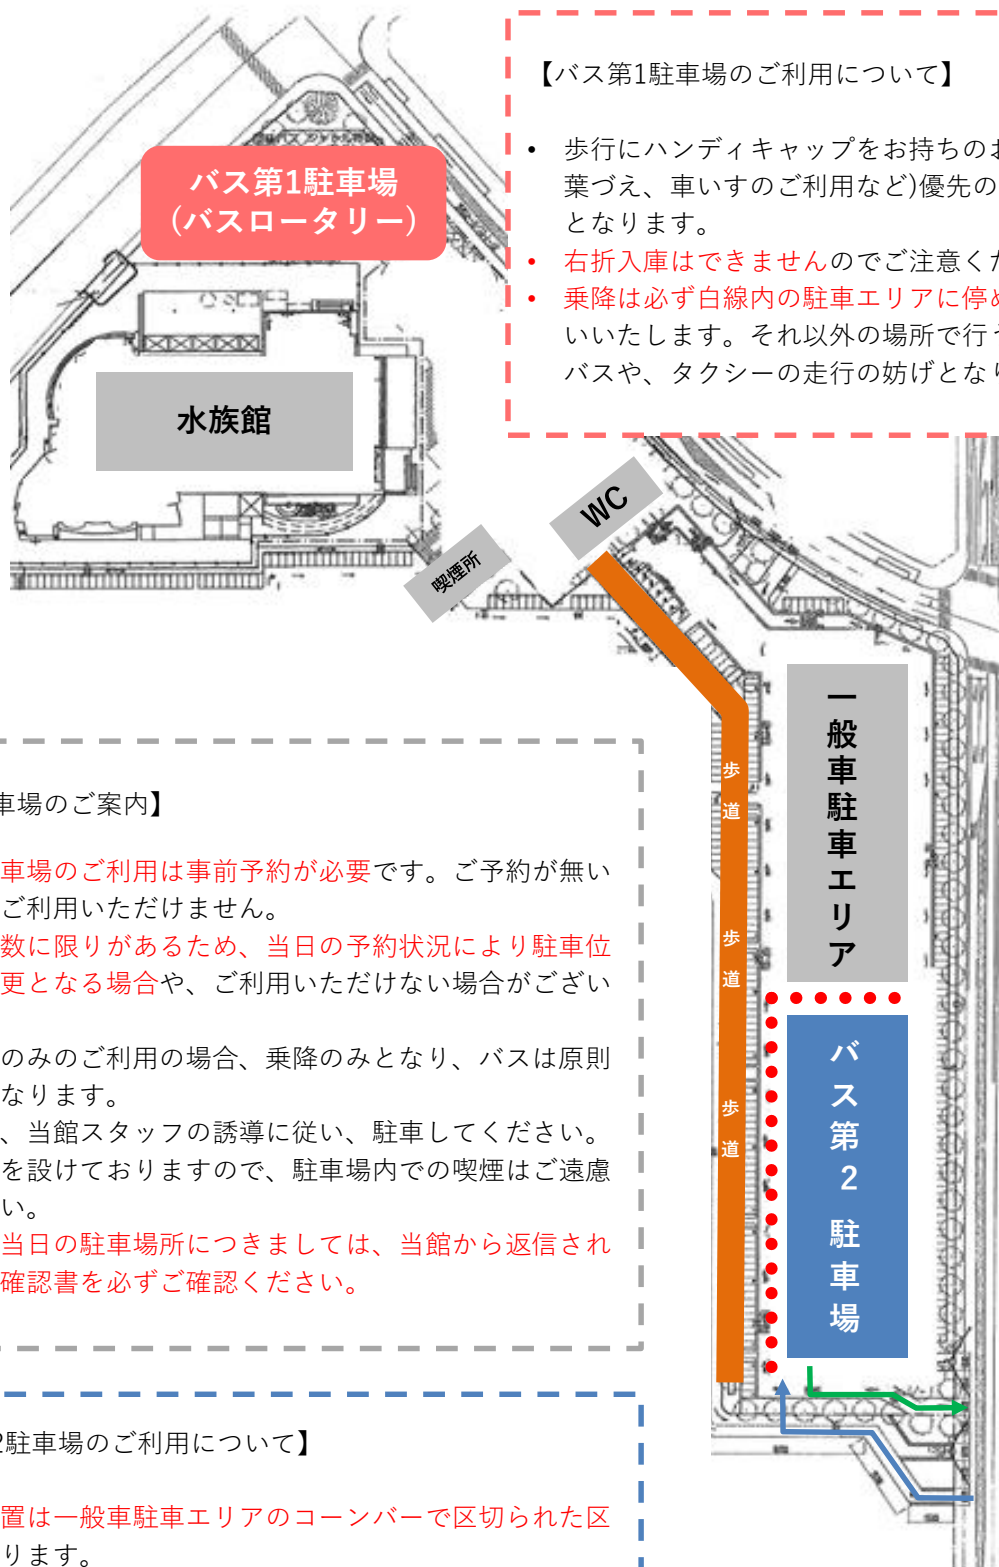 【バス第1駐車場のご利用について】
• 歩行にハンディキャップをお持ちのお
葉づえ、車いすのご利用など)優先の
となります。
• 右折入庫はできませんのでご注意くた
• 乗降は必ず白線内の駐車エリアに停め
いいたします。それ以外の場所で行う
バスや、タクシーの走行の妨げとなり
バス第1駐車場
(バスロータリー)
水族館
WC
喫煙所
一般車駐車エリア
歩道
歩道
歩道
バス第2駐車場
車場のご案内】
車場のご利用は事前予約が必要です。ご予約が無い
ご利用いただけません。
数に限りがあるため、当日の予約状況により駐車位
更となる場合や、ご利用いただけない場合がござい
のみのご利用の場合、乗降のみとなり、バスは原則
なります。
、当館スタッフの誘導に従い、駐車してください。
を設けておりますので、駐車場内での喫煙はご遠慮
い。
当日の駐車場所につきましては、当館から返信され
確認書を必ずご確認ください。
2駐車場のご利用について】
置は一般車駐車エリアのコーンバーで区切られた区
ります。